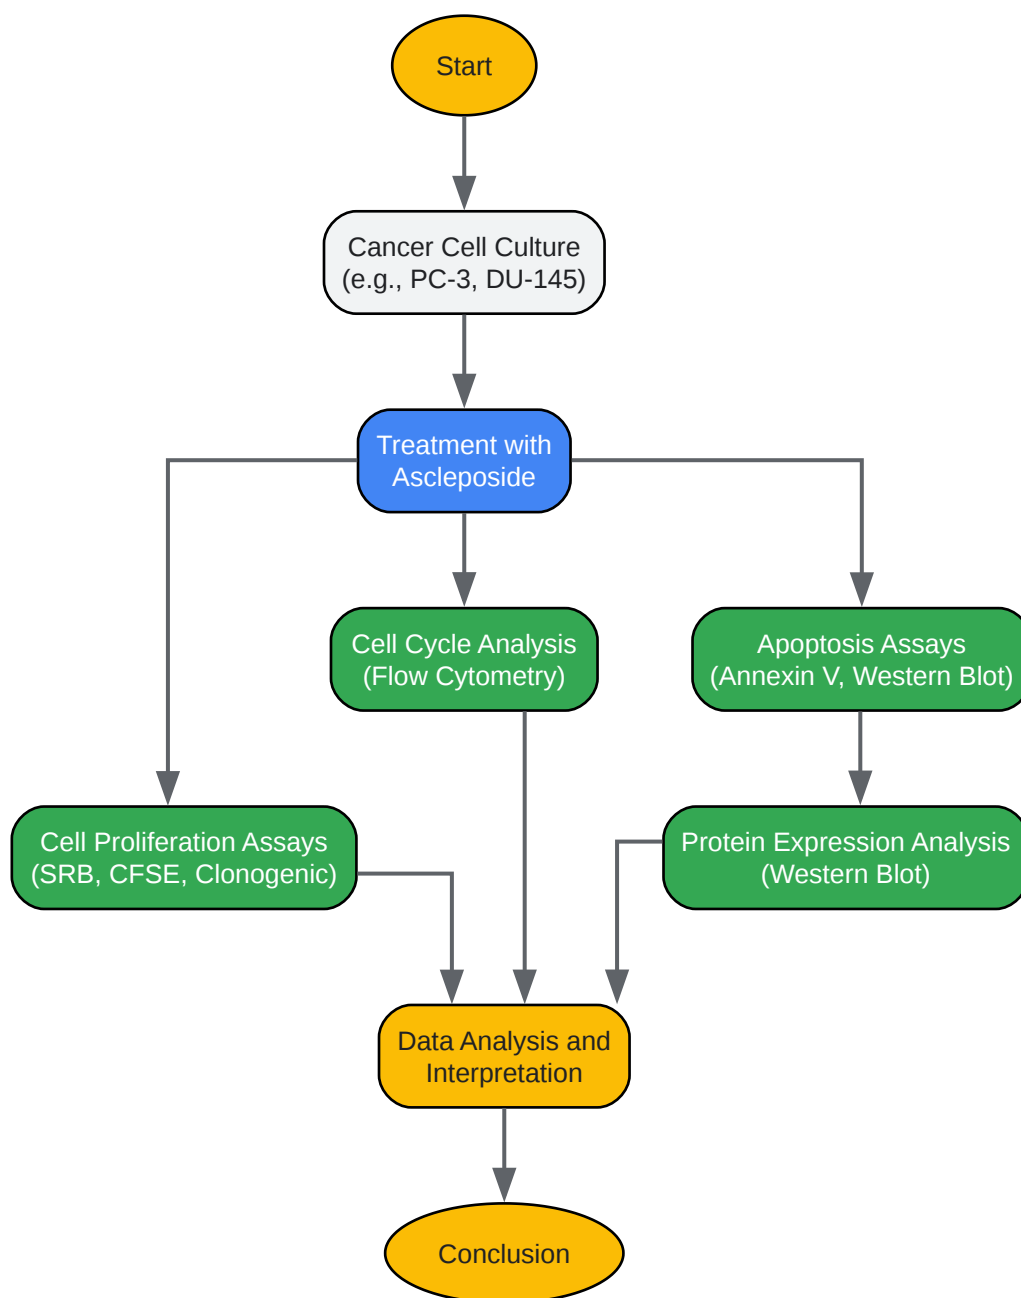 Start
Cancer Cell Culture
(e.g., PC-3, DU-145)
Treatment with
Ascleposide
Cell Cycle Analysis
(Flow Cytometry)
Apoptosis Assays
(Annexin V, Western Blot)
Cell Proliferation Assays
(SRB, CFSE, Clonogenic)
Protein Expression Analysis
(Western Blot)
Data Analysis and
Interpretation
Conclusion